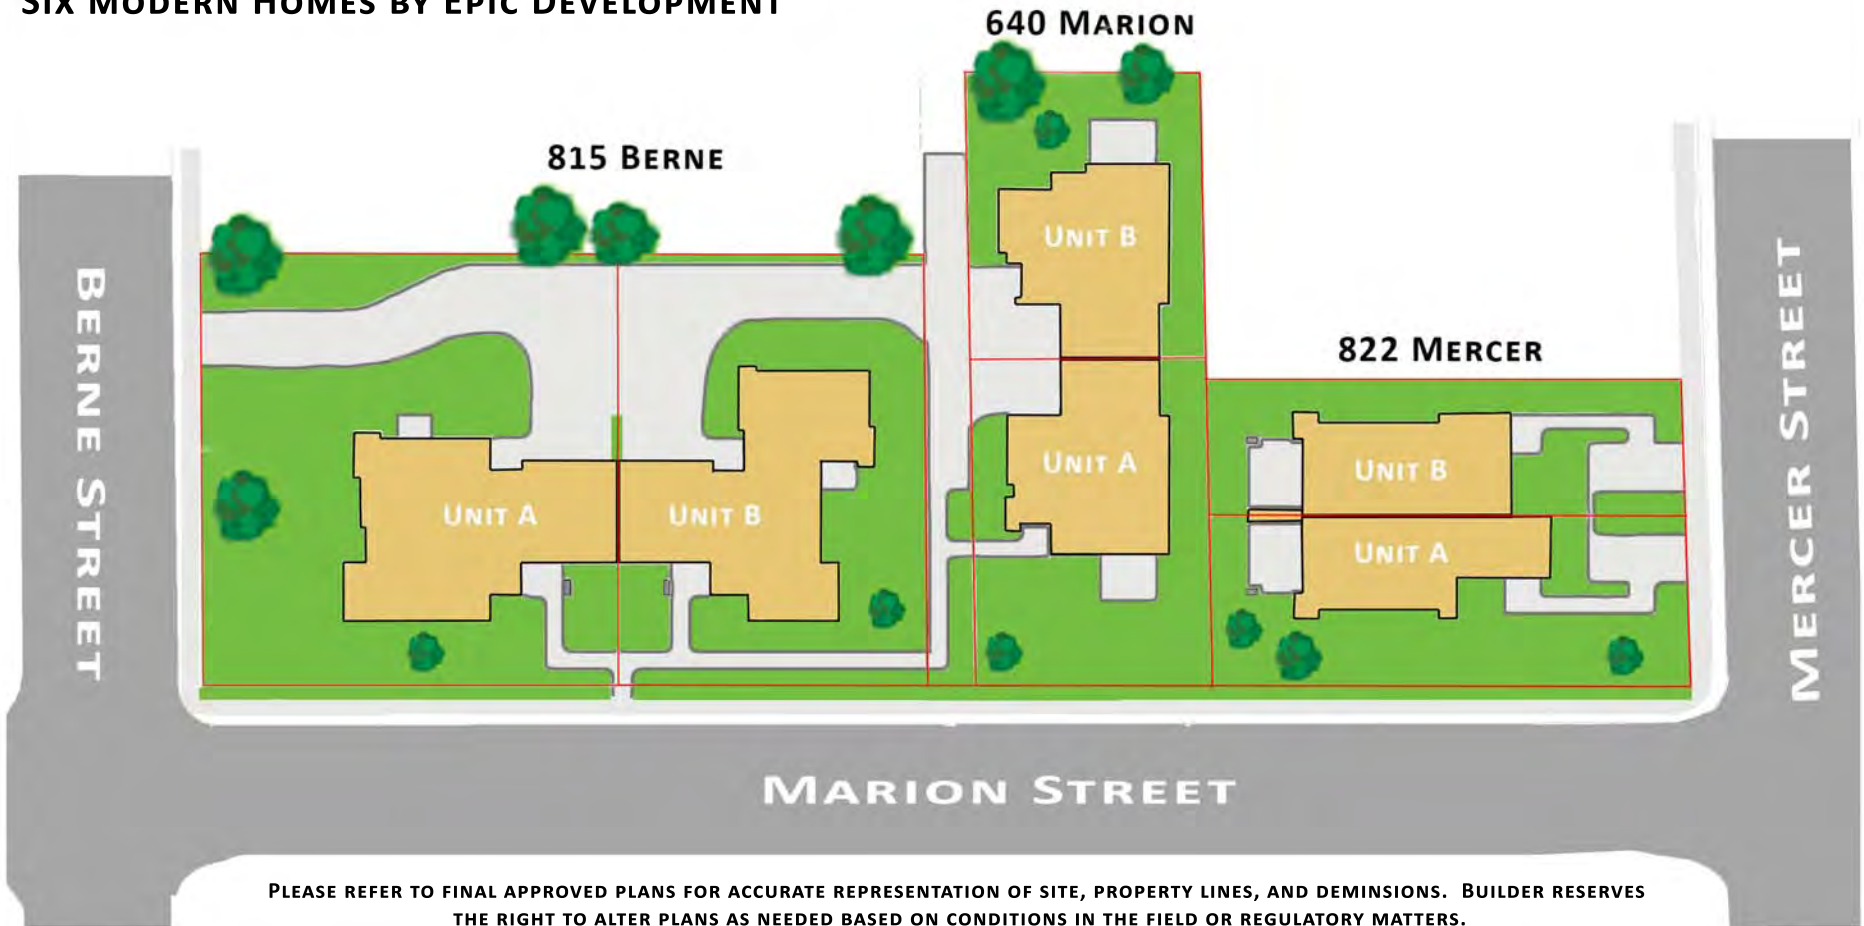 SIX MODERN HOMES BY EPIC DEVELOPMENT
640 MARION
815 BERNE
UNIT B
822 MERCER
UNIT A
UNIT B
UNIT A
UNIT B
UNIT A
BERNE STREET
MERCER STREET
MARION STREET
PLEASE REFER TO FINAL APPROVED PLANS FOR ACCURATE REPRESENTATION OF SITE, PROPERTY LINES, AND DEMINSIONS. BUILDER RESERVES
THE RIGHT TO ALTER PLANS AS NEEDED BASED ON CONDITIONS IN THE FIELD OR REGULATORY MATTERS.